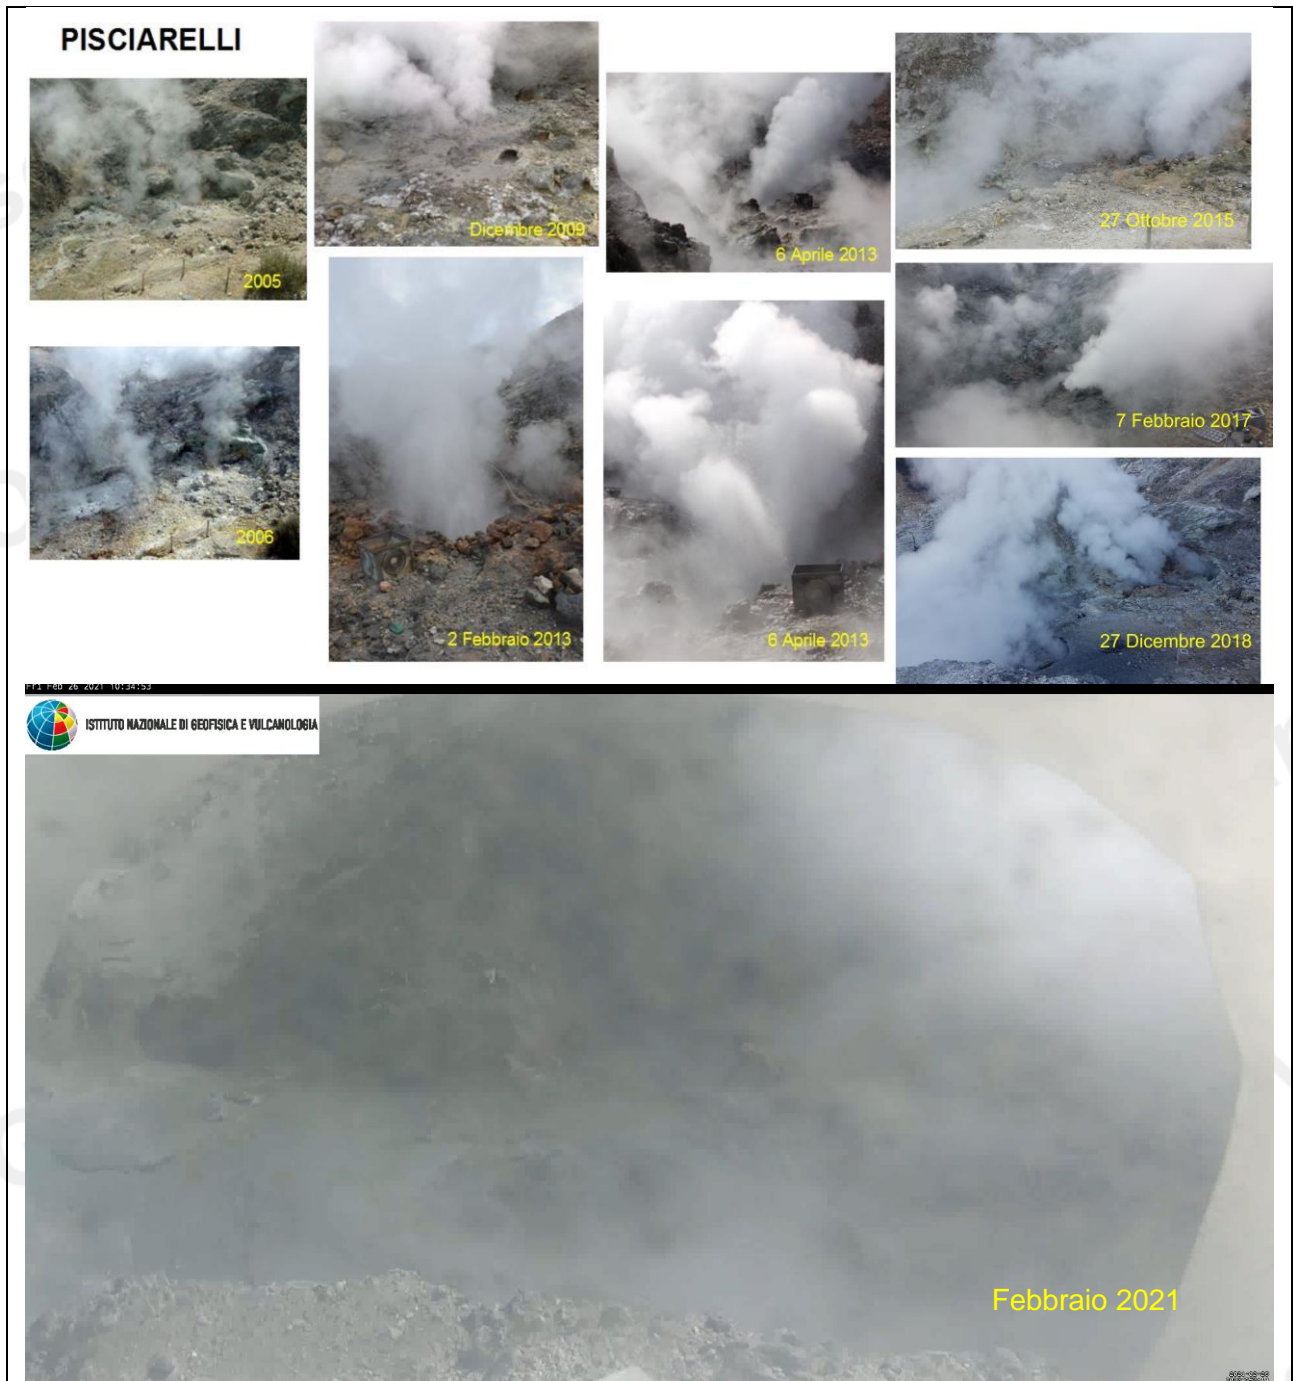 PISCIARELLI
2005
Dicembre 2009
6 Aprile 2013
27 Ottobre 2015
2006
2 Febbraio 2013
6 Aprile 2013
7 Febbraio 2017
27 Dicembre 2018
Fri Feb 26 2021 10:34:53
ISTITUTO NAZIONALE DI GEOFISICA E VULCANOLOGIA
Febbraio 2021